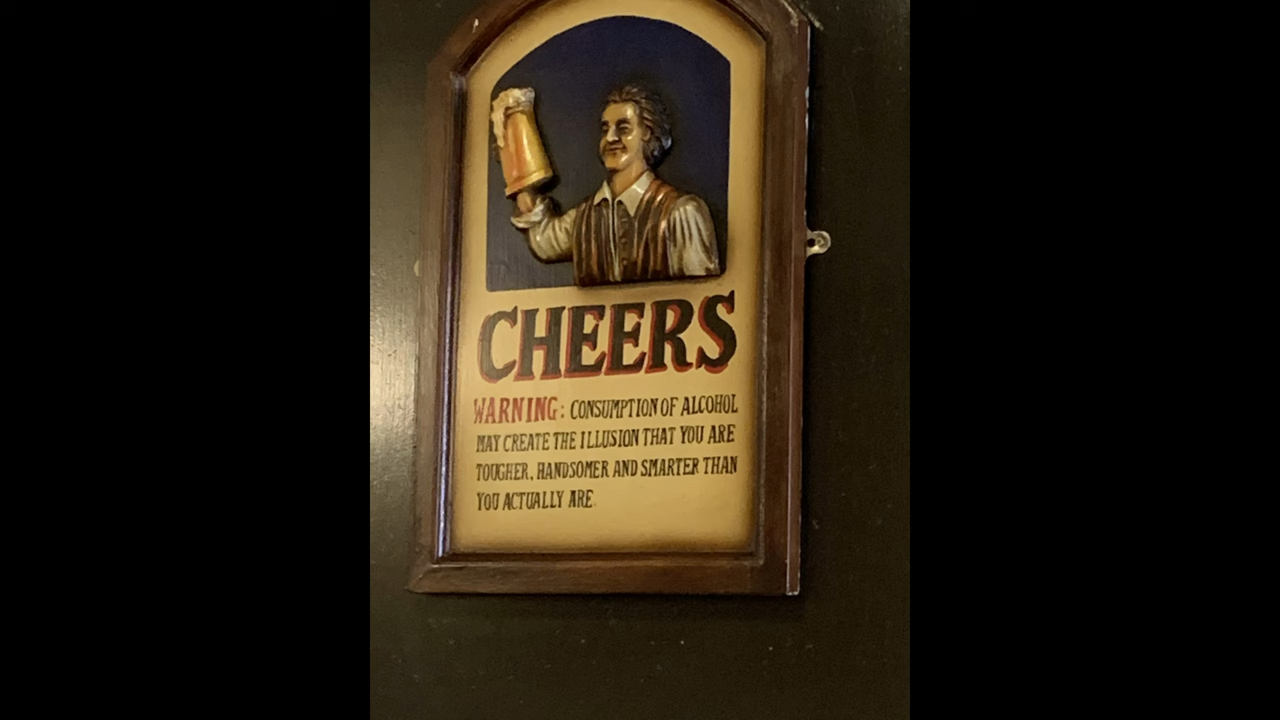 CHEERS
WARNING: CONSUMPTION OF ALCOHOL
MAY CREATE THE ILLUSION THAT YOU ARE
TOUGHER, HANDSOMER AND SMARTER THAN
YOU ACTUALLY ARE.